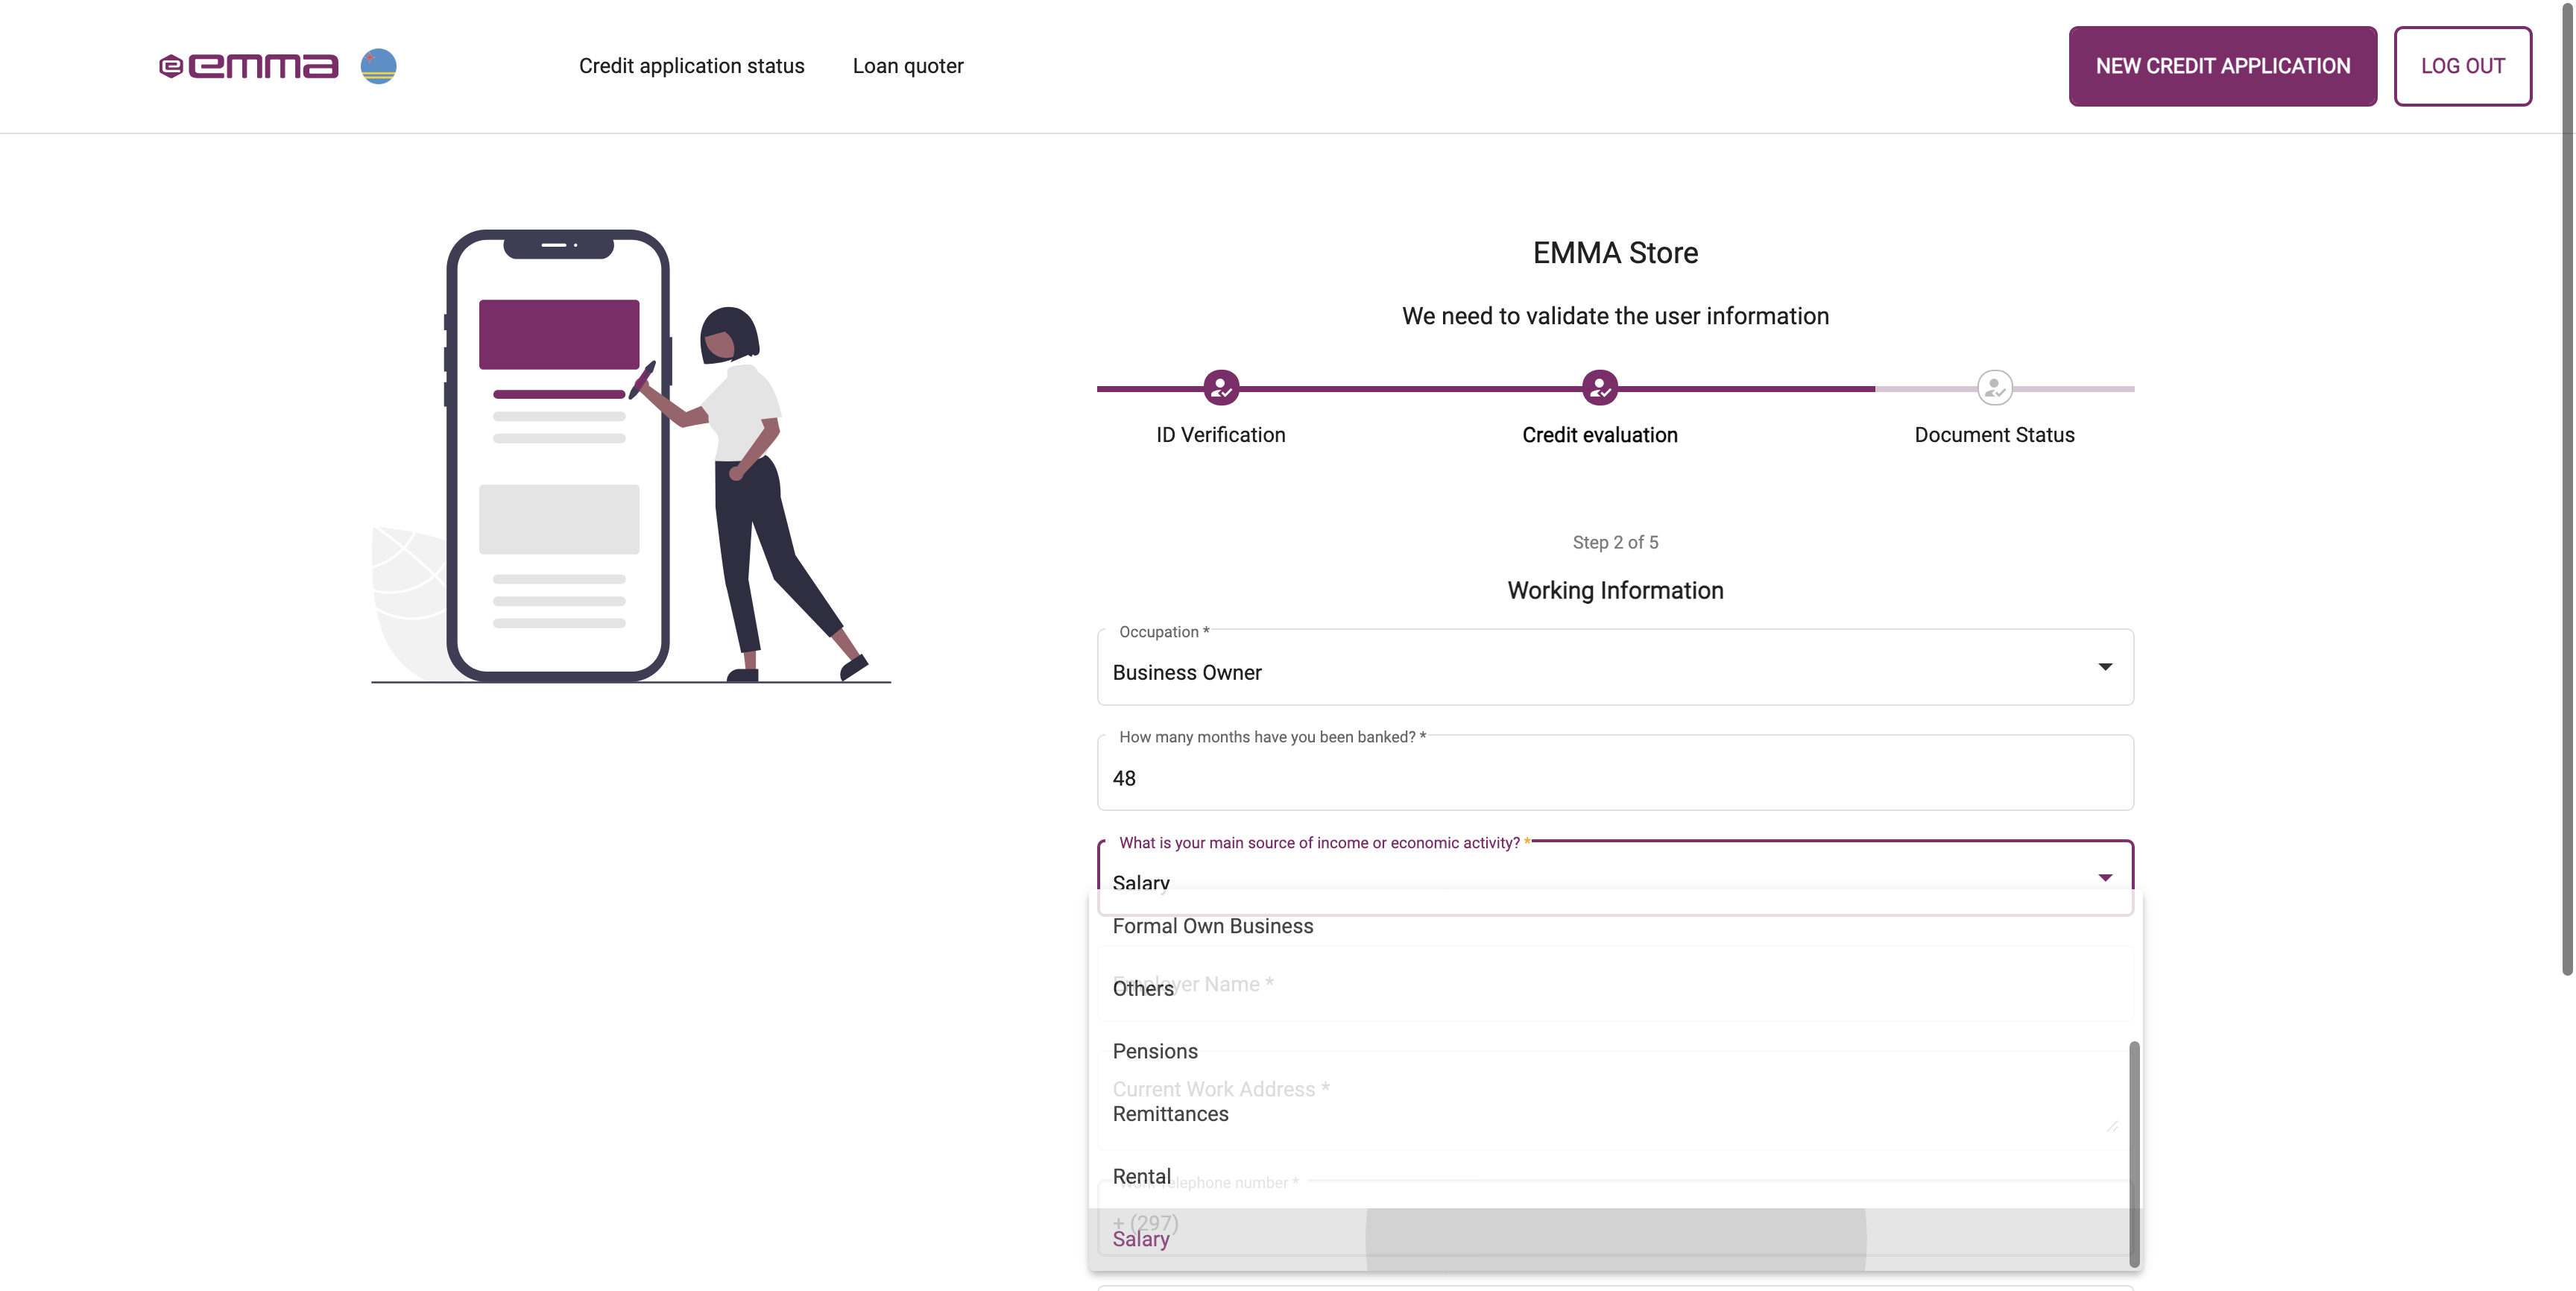 emma
Credit application status
Loan quoter
NEW CREDIT APPLICATION
LOG OUT
EMMA Store
We need to validate the user information
ID Verification
Credit evaluation
Document Status
Step 2 of 5
Working Information
Occupation *
Business Owner
How many months have you been banked? *
48
What is your main source of income or economic activity? *
Salary
Formal Own Business
Employer Name *
Others
Pensions
Current Work Address *
Remittances
Rental
Work Telephone number *
+ (297)
Salary